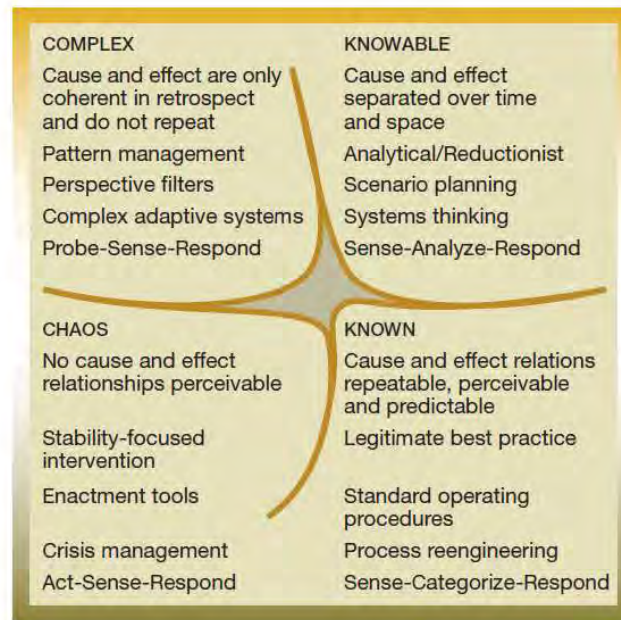 COMPLEX
Cause and effect are only
coherent in retrospect
and do not repeat
Pattern management
Perspective filters
Complex adaptive systems
Probe-Sense-Respond
KNOWABLE
Cause and effect
separated over time
and space
Analytical/Reductionist
Scenario planning
Systems thinking
Sense-Analyze-Respond
CHAOS
No cause and effect
relationships perceivable
Stability-focused
intervention
Enactment tools
Crisis management
Act-Sense-Respond
KNOWN
Cause and effect relations
repeatable, perceivable
and predictable
Legitimate best practice
Standard operating
procedures
Process reengineering
Sense-Categorize-Respond